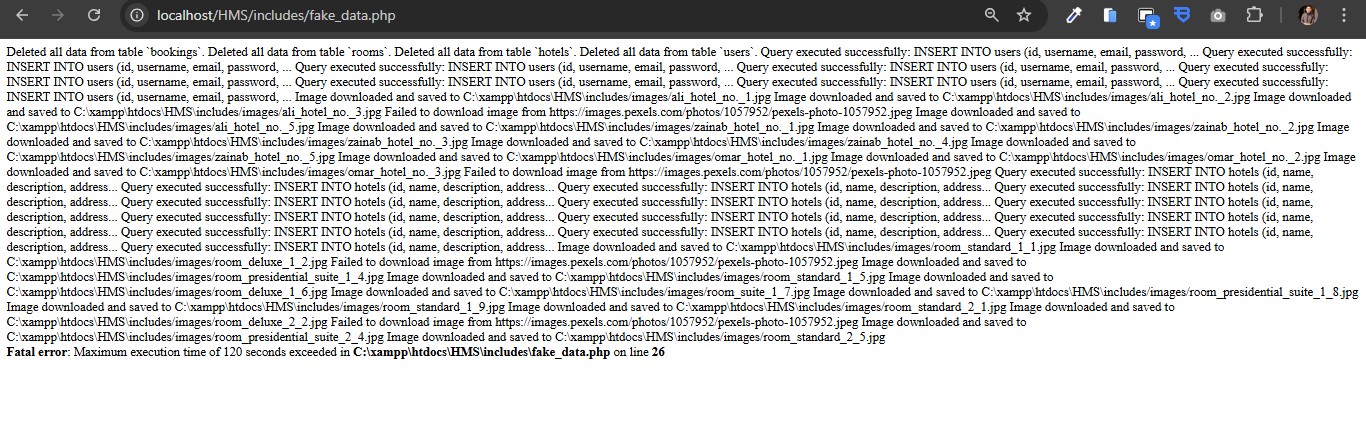 localhost/HMS/includes/fake_data.php
Deleted all data from table `bookings`. Deleted all data from table `rooms`. Deleted all data from table `hotels`. Deleted all data from table `users`. Query executed successfully: INSERT INTO users (id, username, email, password, ... Query executed successfully:
INSERT INTO users (id, username, email, password, ... Query executed successfully: INSERT INTO users (id, username, email, password, ... Query executed successfully: INSERT INTO users (id, username, email, password, ... Query executed successfully:
INSERT INTO users (id, username, email, password, ... Query executed successfully: INSERT INTO users (id, username, email, password, ... Query executed successfully: INSERT INTO users (id, username, email, password, ... Query executed successfully:
INSERT INTO users (id, username, email, password, ... Image downloaded and saved to C:\xampp\htdocs\HMS\includes/images/ali_hotel_no._1.jpg Image downloaded and saved to C:\xampp\htdocs\HMS\includes/images/ali_hotel_no._2.jpg Image downloaded
and saved to C:\xampp\htdocs\HMS\includes/images/ali_hotel_no._3.jpg Failed to download image from https://images.pexels.com/photos/1057952/pexels-photo-1057952.jpeg Image downloaded and saved to
C:\xampp\htdocs\HMS\includes/images/ali_hotel_no._5.jpg Image downloaded and saved to C:\xampp\htdocs\HMS\includes/images/zainab_hotel_no._1.jpg Image downloaded and saved to C:\xampp\htdocs\HMS\includes/images/zainab_hotel_no._2.jpg Image
downloaded and saved to C:\xampp\htdocs\HMS\includes/images/zainab_hotel_no._3.jpg Image downloaded and saved to C:\xampp\htdocs\HMS\includes/images/zainab_hotel_no._4.jpg Image downloaded and saved to
C:\xampp\htdocs\HMS\includes/images/zainab_hotel_no._5.jpg Image downloaded and saved to C:\xampp\htdocs\HMS\includes/images/omar_hotel_no._1.jpg Image downloaded and saved to C:\xampp\htdocs\HMS\includes/images/omar_hotel_no._2.jpg Image
downloaded and saved to C:\xampp\htdocs\HMS\includes/images/omar_hotel_no._3.jpg Failed to download image from https://images.pexels.com/photos/1057952/pexels-photo-1057952.jpeg Query executed successfully: INSERT INTO hotels (id, name,
description, address... Query executed successfully: INSERT INTO hotels (id, name, description, address... Query executed successfully: INSERT INTO hotels (id, name, description, address... Query executed successfully: INSERT INTO hotels (id, name,
description, address... Query executed successfully: INSERT INTO hotels (id, name, description, address... Query executed successfully: INSERT INTO hotels (id, name, description, address... Query executed successfully: INSERT INTO hotels (id, name,
description, address... Query executed successfully: INSERT INTO hotels (id, name, description, address... Query executed successfully: INSERT INTO hotels (id, name, description, address... Query executed successfully: INSERT INTO hotels (id, name,
description, address... Query executed successfully: INSERT INTO hotels (id, name, description, address... Query executed successfully: INSERT INTO hotels (id, name, description, address... Query executed successfully: INSERT INTO hotels (id, name,
description, address... Query executed successfully: INSERT INTO hotels (id, name, description, address... Image downloaded and saved to C:\xampp\htdocs\HMS\includes/images/room_standard_1_1.jpg Image downloaded and saved to
C:\xampp\htdocs\HMS\includes/images/room_deluxe_1_2.jpg Failed to download image from https://images.pexels.com/photos/1057952/pexels-photo-1057952.jpeg Image downloaded and saved to
C:\xampp\htdocs\HMS\includes/images/room_presidential_suite_1_4.jpg Image downloaded and saved to C:\xampp\htdocs\HMS\includes/images/room_standard_1_5.jpg Image downloaded and saved to
C:\xampp\htdocs\HMS\includes/images/room_deluxe_1_6.jpg Image downloaded and saved to C:\xampp\htdocs\HMS\includes/images/room_suite_1_7.jpg Image downloaded and saved to C:\xampp\htdocs\HMS\includes/images/room_presidential_suite_1_8.jpg
Image downloaded and saved to C:\xampp\htdocs\HMS\includes/images/room_standard_1_9.jpg Image downloaded and saved to C:\xampp\htdocs\HMS\includes/images/room_standard_2_1.jpg Image downloaded and saved to
C:\xampp\htdocs\HMS\includes/images/room_deluxe_2_2.jpg Failed to download image from https://images.pexels.com/photos/1057952/pexels-photo-1057952.jpeg Image downloaded and saved to
C:\xampp\htdocs\HMS\includes/images/room_presidential_suite_2_4.jpg Image downloaded and saved to C:\xampp\htdocs\HMS\includes/images/room_standard_2_5.jpg
Fatal error: Maximum execution time of 120 seconds exceeded in C:\xampp\htdocs\HMS\includes\fake_data.php on line 26